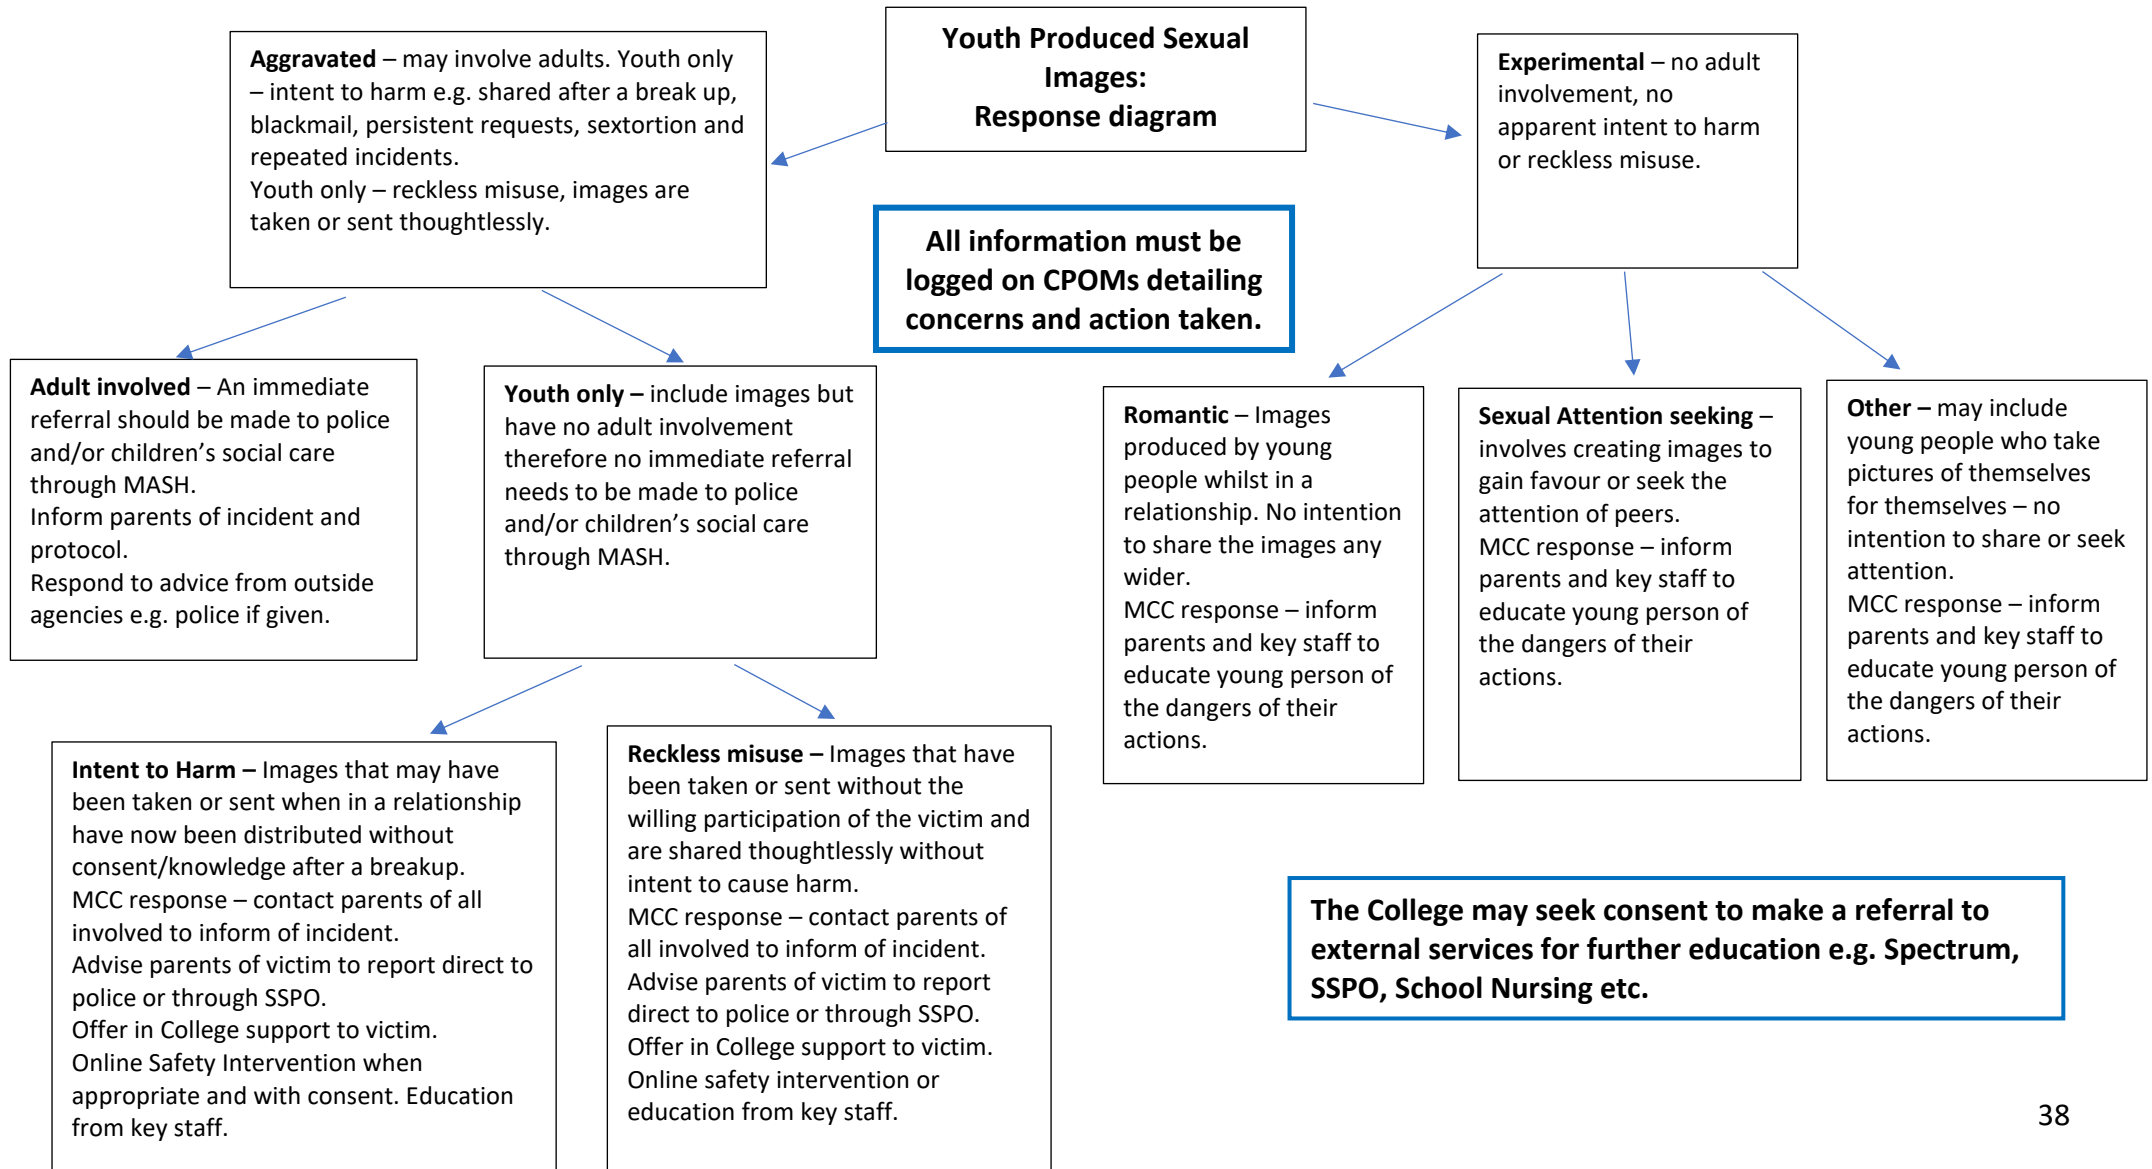 Youth Produced Sexual
Images:
Response diagram
Aggravated – may involve adults. Youth only
– intent to harm e.g. shared after a break up,
blackmail, persistent requests, sextortion and
repeated incidents.
Youth only – reckless misuse, images are
taken or sent thoughtlessly.
Experimental – no adult
involvement, no
apparent intent to harm
or reckless misuse.
All information must be
logged on CPOMs detailing
concerns and action taken.
Adult involved – An immediate
referral should be made to police
and/or children’s social care
through MASH.
Inform parents of incident and
protocol.
Respond to advice from outside
agencies e.g. police if given.
Youth only – include images but
have no adult involvement
therefore no immediate referral
needs to be made to police
and/or children’s social care
through MASH.
Romantic – Images
produced by young
people whilst in a
relationship. No intention
to share the images any
wider.
MCC response – inform
parents and key staff to
educate young person of
the dangers of their
actions.
Sexual Attention seeking –
involves creating images to
gain favour or seek the
attention of peers.
MCC response – inform
parents and key staff to
educate young person of
the dangers of their
actions.
Other – may include
young people who take
pictures of themselves
for themselves – no
intention to share or seek
attention.
MCC response – inform
parents and key staff to
educate young person of
the dangers of their
actions.
Intent to Harm – Images that may have
been taken or sent when in a relationship
have now been distributed without
consent/knowledge after a breakup.
MCC response – contact parents of all
involved to inform of incident.
Advise parents of victim to report direct to
police or through SSPO.
Offer in College support to victim.
Online Safety Intervention when
appropriate and with consent. Education
from key staff.
Reckless misuse – Images that have
been taken or sent without the
willing participation of the victim and
are shared thoughtlessly without
intent to cause harm.
MCC response – contact parents of
all involved to inform of incident.
Advise parents of victim to report
direct to police or through SSPO.
Offer in College support to victim.
Online safety intervention or
education from key staff.
The College may seek consent to make a referral to
external services for further education e.g. Spectrum,
SSPO, School Nursing etc.
38